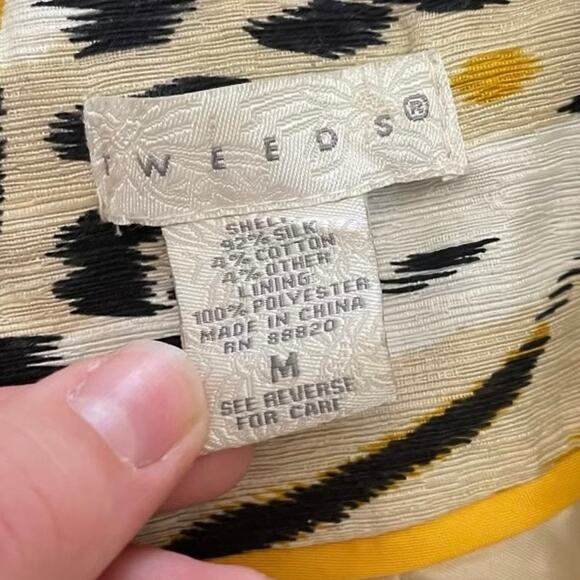 TWEEDS®
SHELL
92% SILK
4% COTTON
4% OTHER
LINING
100% POLYESTER
MADE IN CHINA
RN 88820
M
SEE REVERSE
FOR CARE